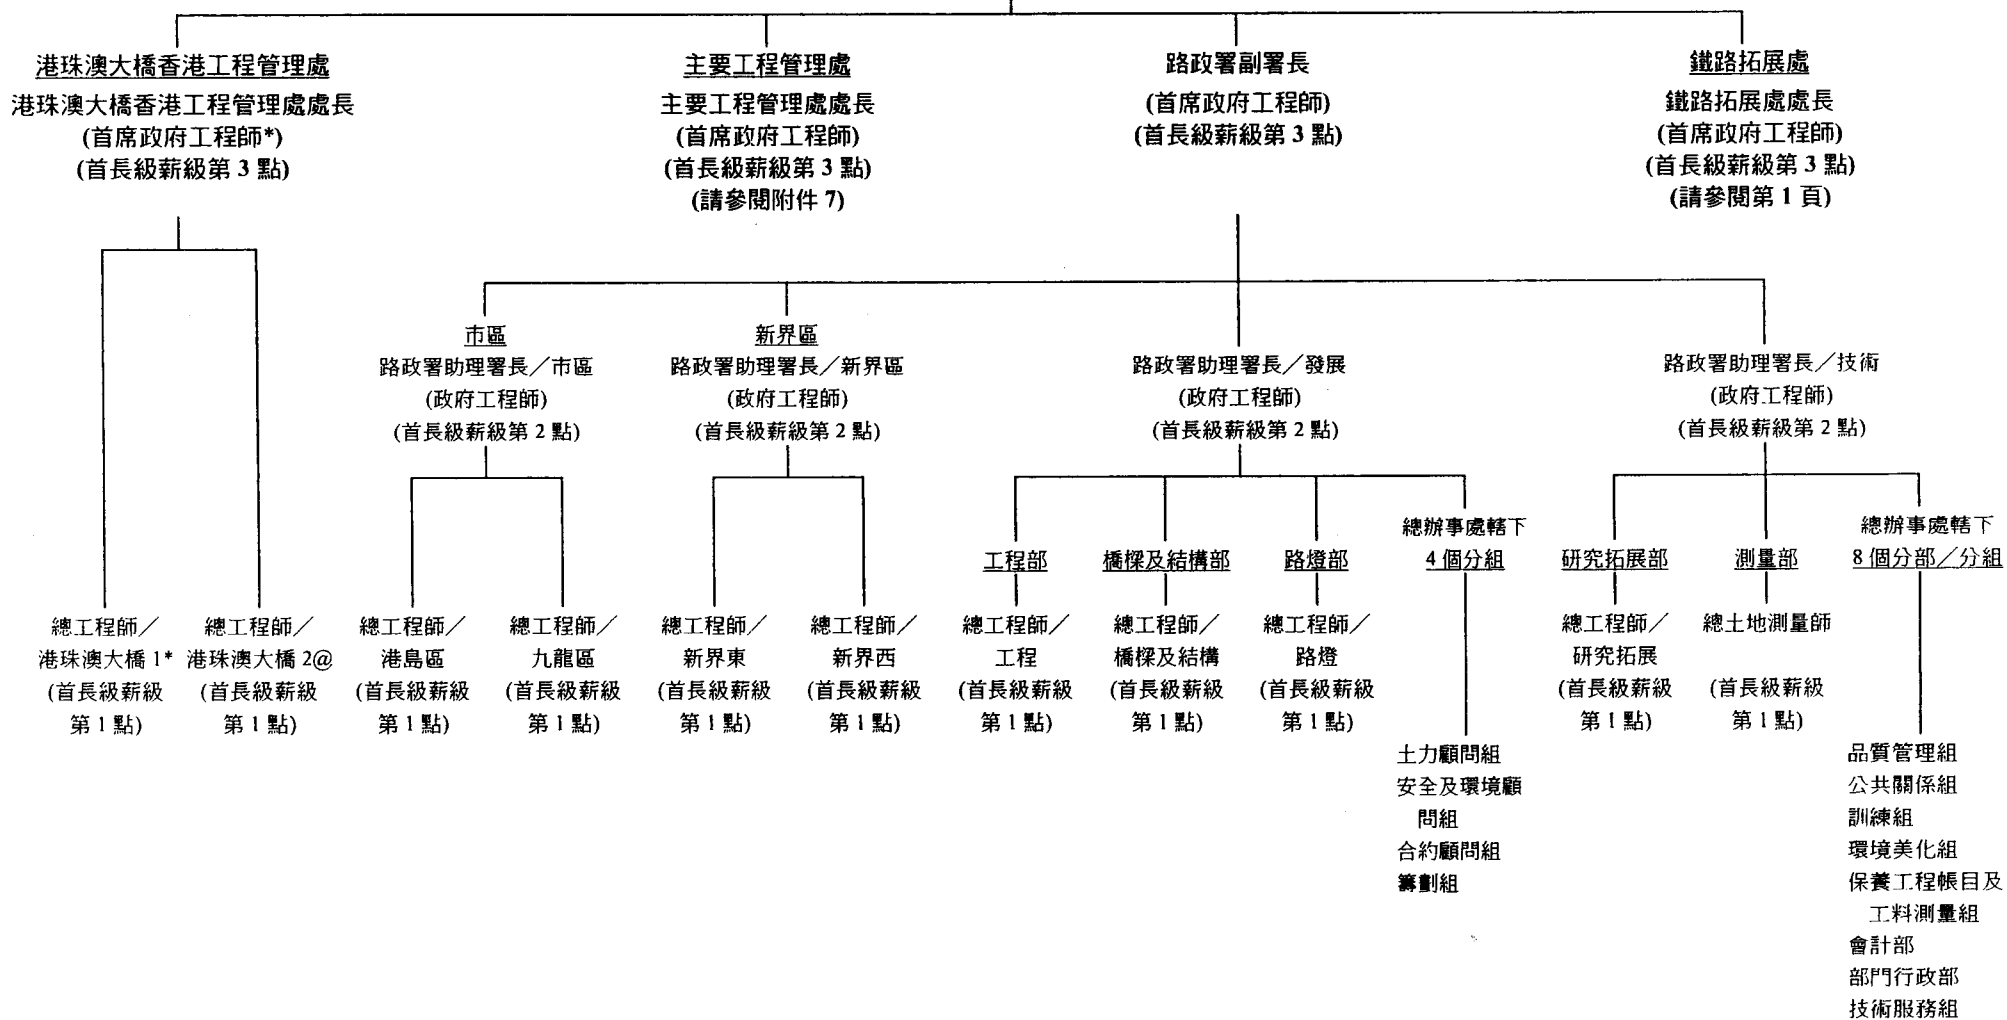 港珠澳大橋香港工程管理處
港珠澳大橋香港工程管理處處長
(首席政府工程師*)
(首長級薪級第 3 點)
主要工程管理處
主要工程管理處處長
(首席政府工程師)
(首長級薪級第 3 點)
(請參閱附件 7)
路政署副署長
(首席政府工程師)
(首長級薪級第 3 點)
鐵路拓展處
鐵路拓展處處長
(首席政府工程師)
(首長級薪級第 3 點)
(請參閱第 1 頁)
市區
路政署助理署長／市區
(政府工程師)
(首長級薪級第 2 點)
新界區
路政署助理署長／新界區
(政府工程師)
(首長級薪級第 2 點)
路政署助理署長／發展
(政府工程師)
(首長級薪級第 2 點)
路政署助理署長／技術
(政府工程師)
(首長級薪級第 2 點)
總工程師／
港珠澳大橋 1*
(首長級薪級
第 1 點)
總工程師／
港珠澳大橋 2@
(首長級薪級
第 1 點)
總工程師／
港島區
(首長級薪級
第 1 點)
總工程師／
九龍區
(首長級薪級
第 1 點)
總工程師／
新界東
(首長級薪級
第 1 點)
總工程師／
新界西
(首長級薪級
第 1 點)
工程部
總工程師／
工程
(首長級薪級
第 1 點)
橋樑及結構部
總工程師／
橋樑及結構
(首長級薪級
第 1 點)
路燈部
總工程師／
路燈
(首長級薪級
第 1 點)
總辦事處轄下
4 個分組
土力顧問組
安全及環境顧
問組
合約顧問組
籌劃組
研究拓展部
總工程師／
研究拓展
(首長級薪級
第 1 點)
測量部
總土地測量師
(首長級薪級
第 1 點)
總辦事處轄下
8 個分部／分組
品質管理組
公共關係組
訓練組
環境美化組
保養工程帳目及
工料測量組
會計部
部門行政部
技術服務組